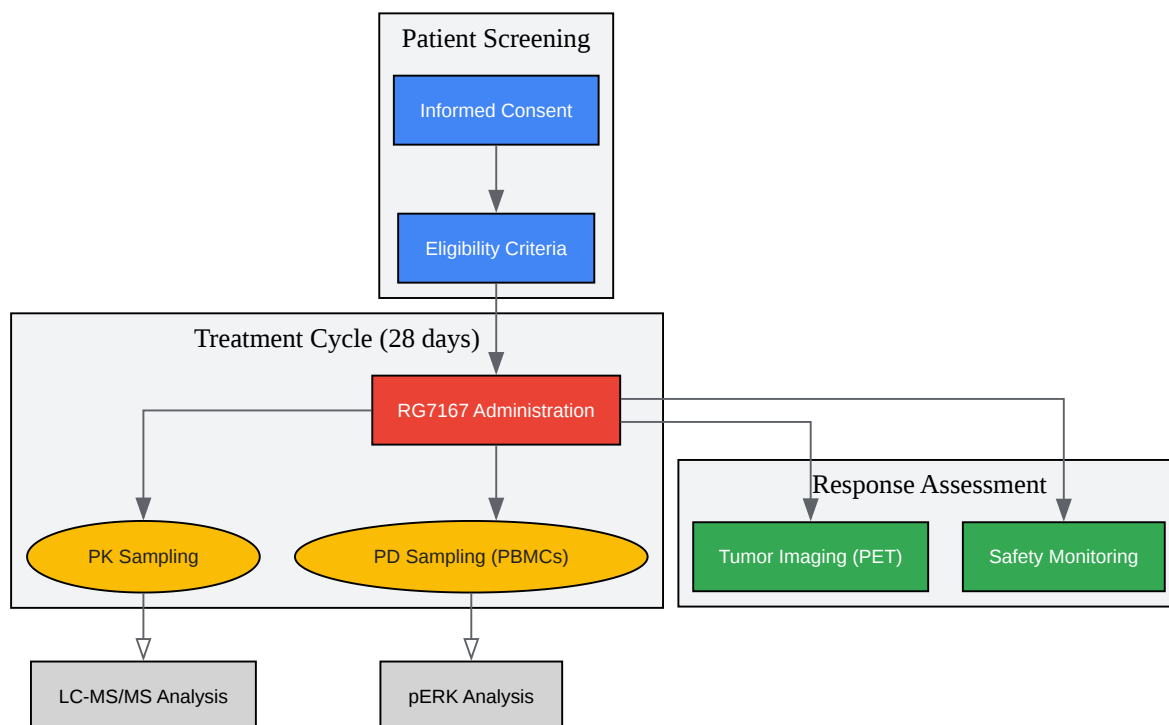 Patient Screening
Informed Consent
Eligibility Criteria
Treatment Cycle (28 days)
RG7167 Administration
Response Assessment
PK Sampling
PD Sampling (PBMCs)
Tumor Imaging (PET)
Safety Monitoring
LC-MS/MS Analysis
pERK Analysis